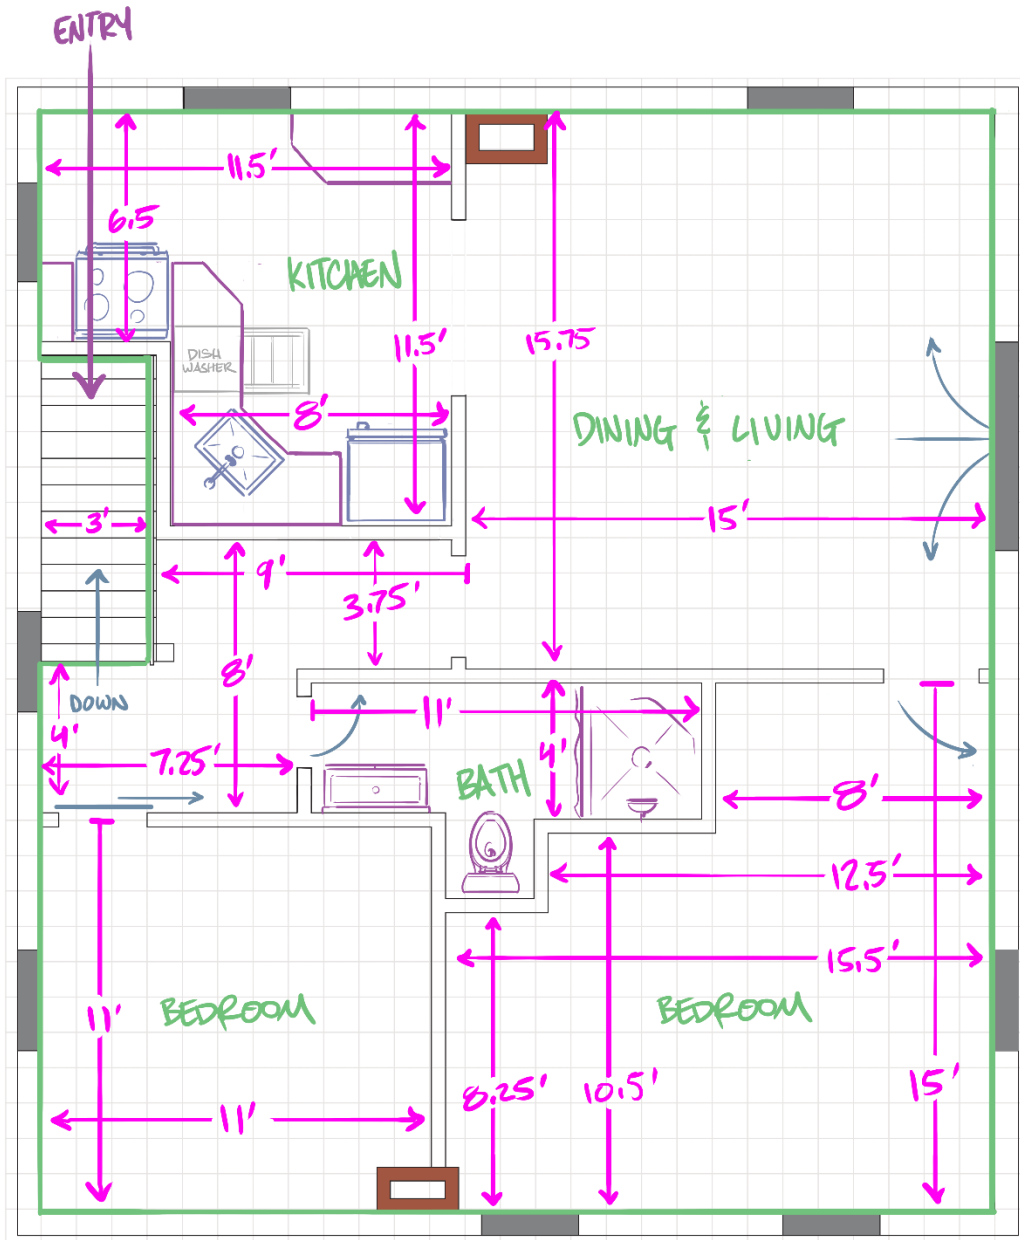 ENTRY
11.5'
6.5
KITCHEN
11.5'
15.75
DISH
WASHER
8'
DINING & LIVING
3'
15'
9'
3.75'
8'
DOWN
4'
11'
7.25'
4'
BATH
8'
12.5'
15.5'
11'
BEDROOM
BEDROOM
8.25'
10.5'
15'
11'